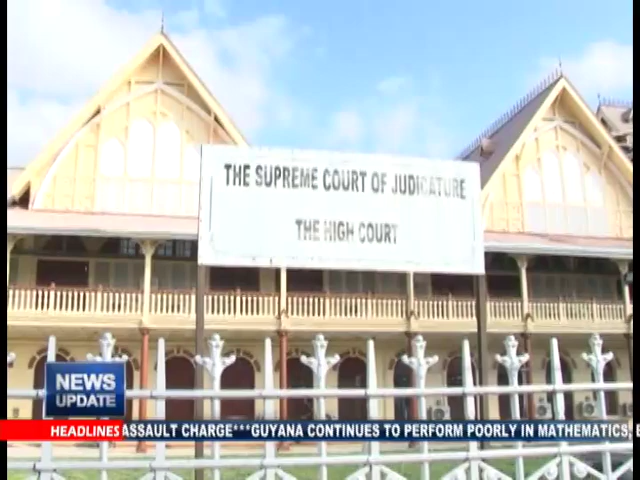 THE SUPREME COURT OF JUDICATURE
THE HIGH COURT
NEWS
UPDATE
HEADLINES ASSAULT CHARGE***GUYANA CONTINUES TO PERFORM POORLY IN MATHEMATICS,